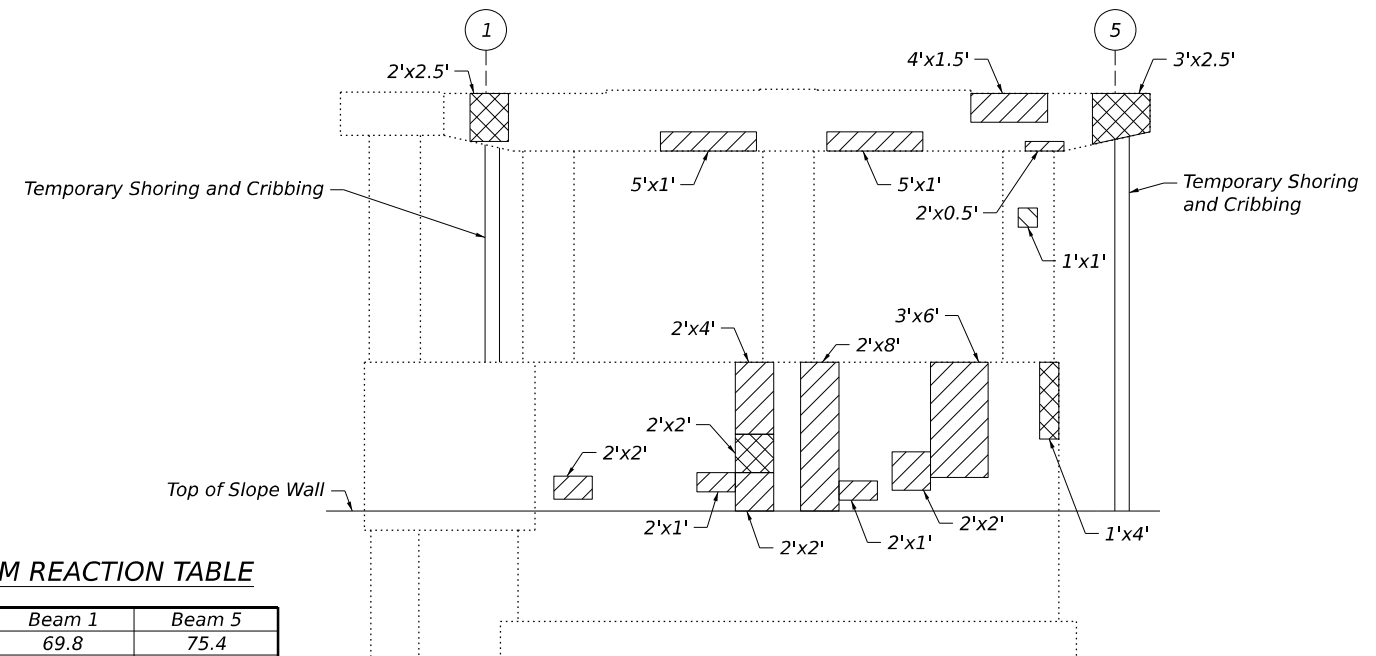 1
5
2'x2.5'
4'x1.5'
3'x2.5'
5'x1'
5'x1'
2'x0.5'
Temporary Shoring and Cribbing
Temporary Shoring
and Cribbing
1'x1'
2'x4'
3'x6'
2'x8'
2'x2'
2'x2'
Top of Slope Wall
2'x1'
2'x2'
2'x1'
2'x2'
1'x4'
M REACTION TABLE
Beam 1 Beam 5
69.8 75.4